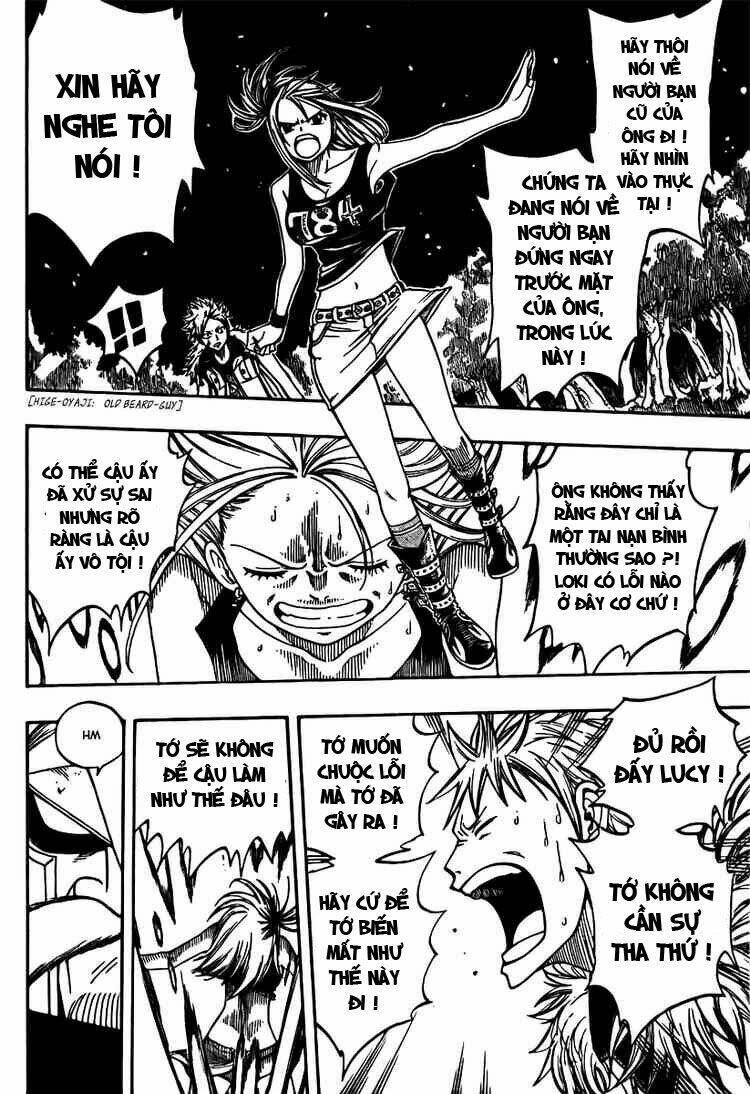 HÃY THÔI
NÓI VỀ
NGƯỜI BẠN
CŨ CỦA
ÔNG ĐI !
HÃY NHÌN
VÀO THỰC
TẠI !
CHÚNG TA
ĐANG NÓI VỀ
NGƯỜI BẠN
ĐỨNG NGAY
TRƯỚC MẶT
CỦA ÔNG,
TRONG LÚC
NÀY !
XIN HÃY
NGHE TÔI
NÓI !
!!
[HIGE-OYAJI: OLD BEARD-GUY]
ÔNG KHÔNG THẤY
RẰNG ĐÂY CHỈ LÀ
MỘT TAI NẠN BÌNH
THƯỜNG SAO ?!
LOKI CÓ LỖI NÀO
Ở ĐÂY CƠ CHỨ !
CÓ THỂ CẬU ẤY
ĐÃ XỬ SỰ SAI
NHƯNG RÕ
RÀNG LÀ CẬU
ẤY VÔ TỘI !
ĐỦ RỒI
ĐẤY LUCY !
TỚ KHÔNG
CẦN SỰ
THA THỨ !
TỚ MUỐN
CHUỘC LỖI
MÀ TỚ ĐÃ
GÂY RA !
HÃY CỨ ĐỂ
TỚ BIẾN
MẤT NHƯ
THẾ NÀY
ĐI !
TỚ SẼ KHÔNG
ĐỂ CẬU LÀM
NHƯ THẾ ĐÂU !
HM